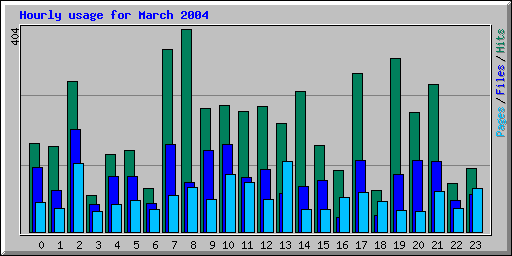 Hourly usage for March 2004
404
Pages/Files/Hits
0 1 2 3 4 5 6 7 8 9 10 11 12 13 14 15 16 17 18 19 20 21 22 23